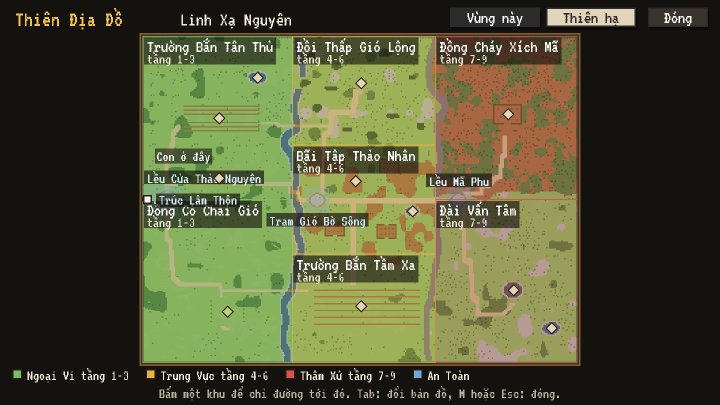 Thiên Địa Đồ
Linh Xạ Nguyên
Vùng này
Thiên hạ
Đóng
Trường Bắn Tân Thủ
tầng 1-3
Đồi Thấp Gió Lộng
tầng 4-6
Đồng Cháy Xích Mã
tầng 7-9
Con ở đây
Bãi Tập Thảo Nhân
tầng 4-6
Lều Cửa Thảo Nguyên
Lều Mã Phu
Trúc Lâm Thôn
Đồng Cỏ Chai Gió
tầng 1-3
Trạm Gió Bờ Sông
Đài Vấn Tâm
tầng 7-9
Trường Bắn Tầm Xa
tầng 4-6
Ngoại Vi tầng 1-3
Trung Vực tầng 4-6
Thâm Xứ tầng 7-9
An Toàn
Bấm một khu để chỉ đường tới đó. Tab: đổi bản đồ, M hoặc Esc: đóng.